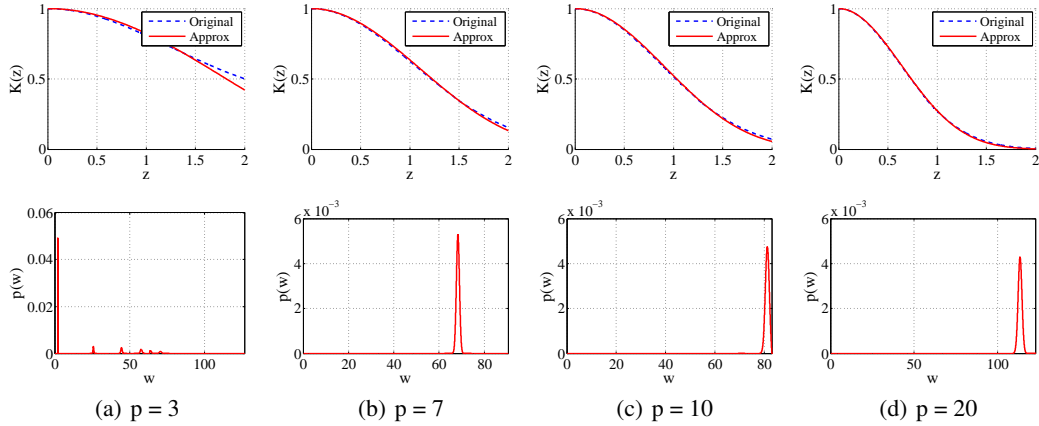 1
0.5
0
0 0.5 1 1.5 2
K(z)
z
Original
Approx
1
0.5
0
0 0.5 1 1.5 2
K(z)
z
Original
Approx
1
0.5
0
0 0.5 1 1.5 2
K(z)
z
Original
Approx
1
0.5
0
0 0.5 1 1.5 2
K(z)
z
Original
Approx
0.06
0.04
0.02
0
0 50 100
p(w)
w
x 10⁻³
6
4
2
0
0 20 40 60 80
p(w)
w
x 10⁻³
6
4
2
0
0 20 40 60 80
p(w)
w
x 10⁻³
6
4
2
0
0 50 100
p(w)
w
(a) p = 3
(b) p = 7
(c) p = 10
(d) p = 20